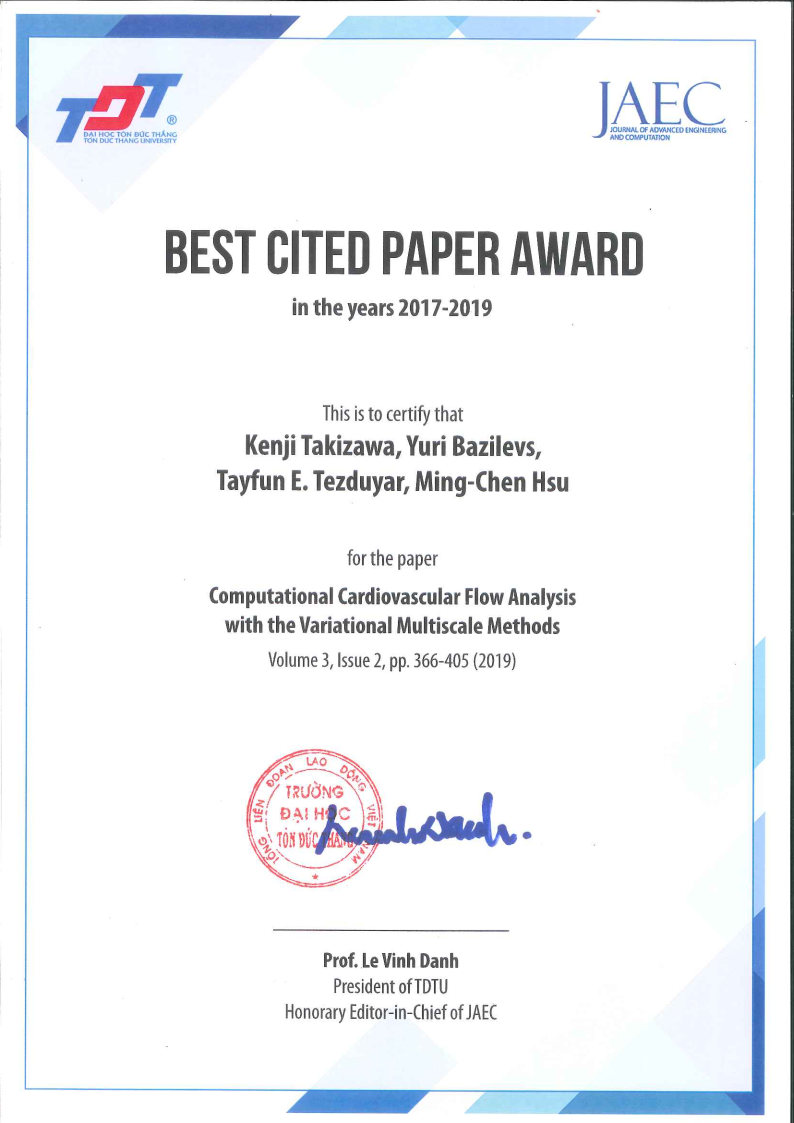 TDT®
ĐẠI HỌC TÔN ĐỨC THẮNG
TON DUC THANG UNIVERSITY
JAEC
JOURNAL OF ADVANCED ENGINEERING
AND COMPUTATION
BEST CITED PAPER AWARD
in the years 2017-2019
This is to certify that
Kenji Takizawa, Yuri Bazilevs,
Tayfun E. Tezduyar, Ming-Chen Hsu
for the paper
Computational Cardiovascular Flow Analysis
with the Variational Multiscale Methods
Volume 3, Issue 2, pp. 366-405 (2019)
TỔNG LIÊN ĐOÀN LAO ĐỘNG VIỆT NAM
TRƯỜNG
ĐẠI HỌC
TÔN ĐỨC THẮNG
Prof. Le Vinh Danh
President of TDTU
Honorary Editor-in-Chief of JAEC